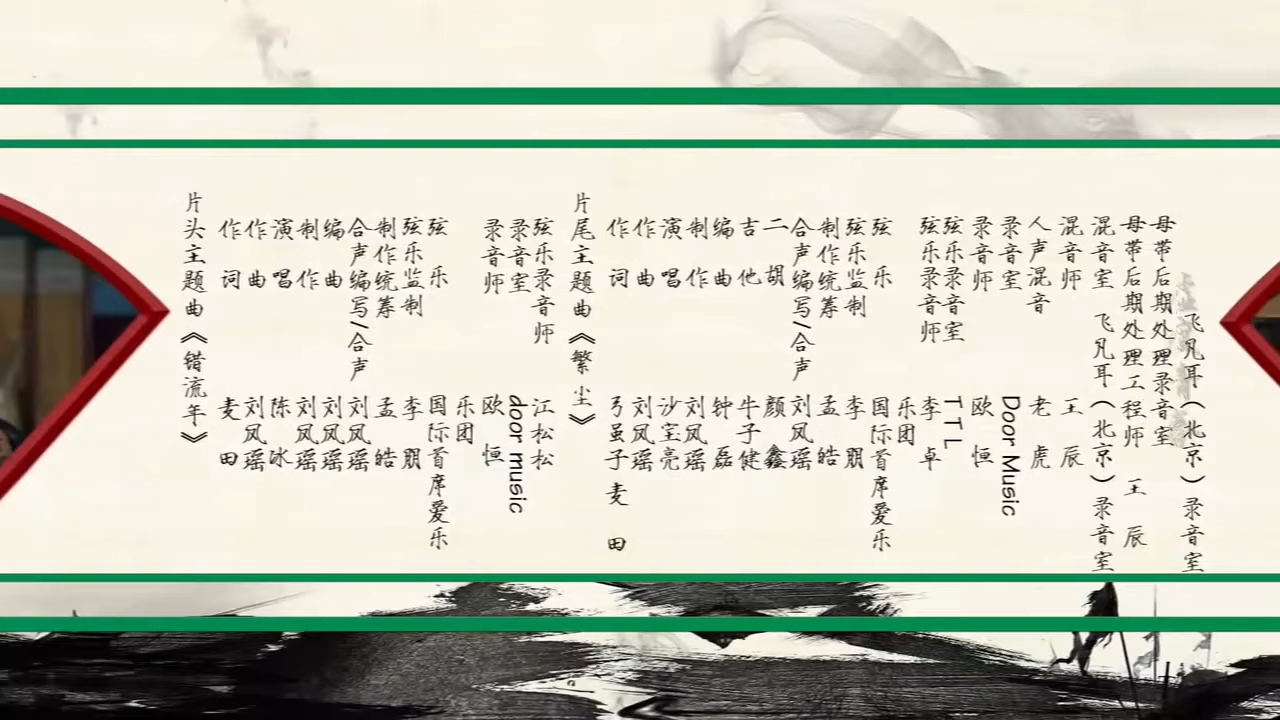 片头主题曲《错流年》
作词 麦田
作曲 刘风瑶
演唱 陈冰
制作 刘风瑶
编曲 刘风瑶
合声编写/合声 刘风瑶
制作统筹 孟皓
弦乐监制 李朋
弦乐 国际首席爱乐乐团
录音师 欧恒
录音室 door music
弦乐录音师 江松松
片尾主题曲《繁尘》
作词 弓虽子 麦田
作曲 刘风瑶
演唱 沙宝亮
制作 刘风瑶
编曲 钟磊
吉他 牛子健
二胡 颜鑫
合声编写/合声 刘风瑶
制作统筹 孟皓
弦乐监制 李朋
弦乐 国际首席爱乐乐团
弦乐录音师 李卓
弦乐录音室 TTL
录音师 欧恒
录音室 Door Music
人声混音 老虎
混音师 王辰
混音室 飞凡耳（北京）录音室
母带后期处理工程师 王辰
母带后期处理录音室 飞凡耳（北京）录音室